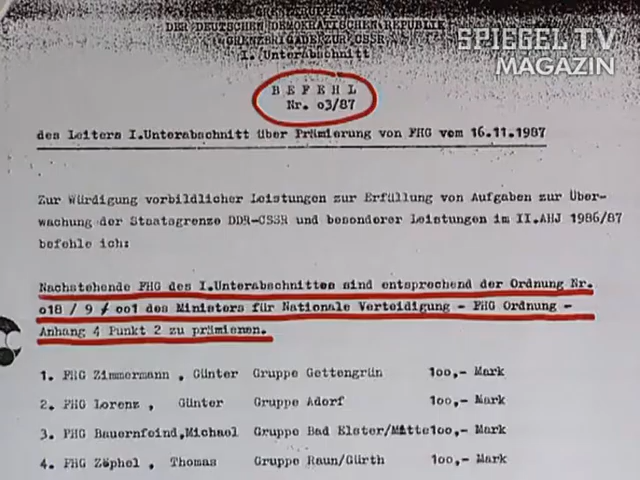 GRENZTRUPPEN
DER DEUTSCHEN DEMOKRATISCHEN REPUBLIK
GRENZBRIGADE ZUR CSSR
I. Unterabschnitt
SPIEGEL TV
MAGAZIN
BEFEHL
Nr. o3/87
des Leiters I.Unterabschnitt über Prämierung von FHG vom 16.11.1987
Zur Würdigung vorbildlicher Leistungen zur Erfüllung von Aufgaben zur Über-
wachung der Staatsgrenze DDR-CSSR und besonderer Leistungen im II.AHJ 1986/87
befehle ich:
Nachstehende FHG des I.Unterabschnittes sind entsprechend der Ordnung Nr.
o18 / 9 / oo1 des Ministers für Nationale Verteidigung - FHG Ordnung -
Anhang 4 Punkt 2 zu prämieren.
1. FHG Zimmermann , Günter Gruppe Gettengrün 1oo,- Mark
2. FHG Lorenz , Günter Gruppe Adorf 1oo,- Mark
3. FHG Bauernfeind,Michael Gruppe Bad Elster/Mitte1oo,- Mark
4. FHG Zöphel , Thomas Gruppe Raun/Gürth 1oo,- Mark